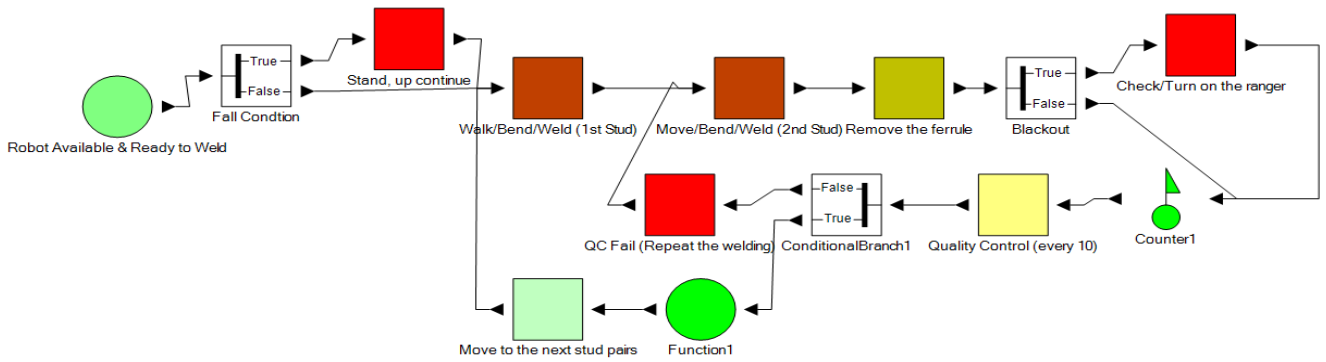 True
False
Fall Condtion
Robot Available & Ready to Weld
Stand, up continue
Walk/Bend/Weld (1st Stud)
Move/Bend/Weld (2nd Stud)
Remove the ferrule
True
False
Blackout
Check/Turn on the ranger
False
True
QC Fail (Repeat the welding)
ConditionalBranch1
Quality Control (every 10)
Counter1
Move to the next stud pairs
Function1